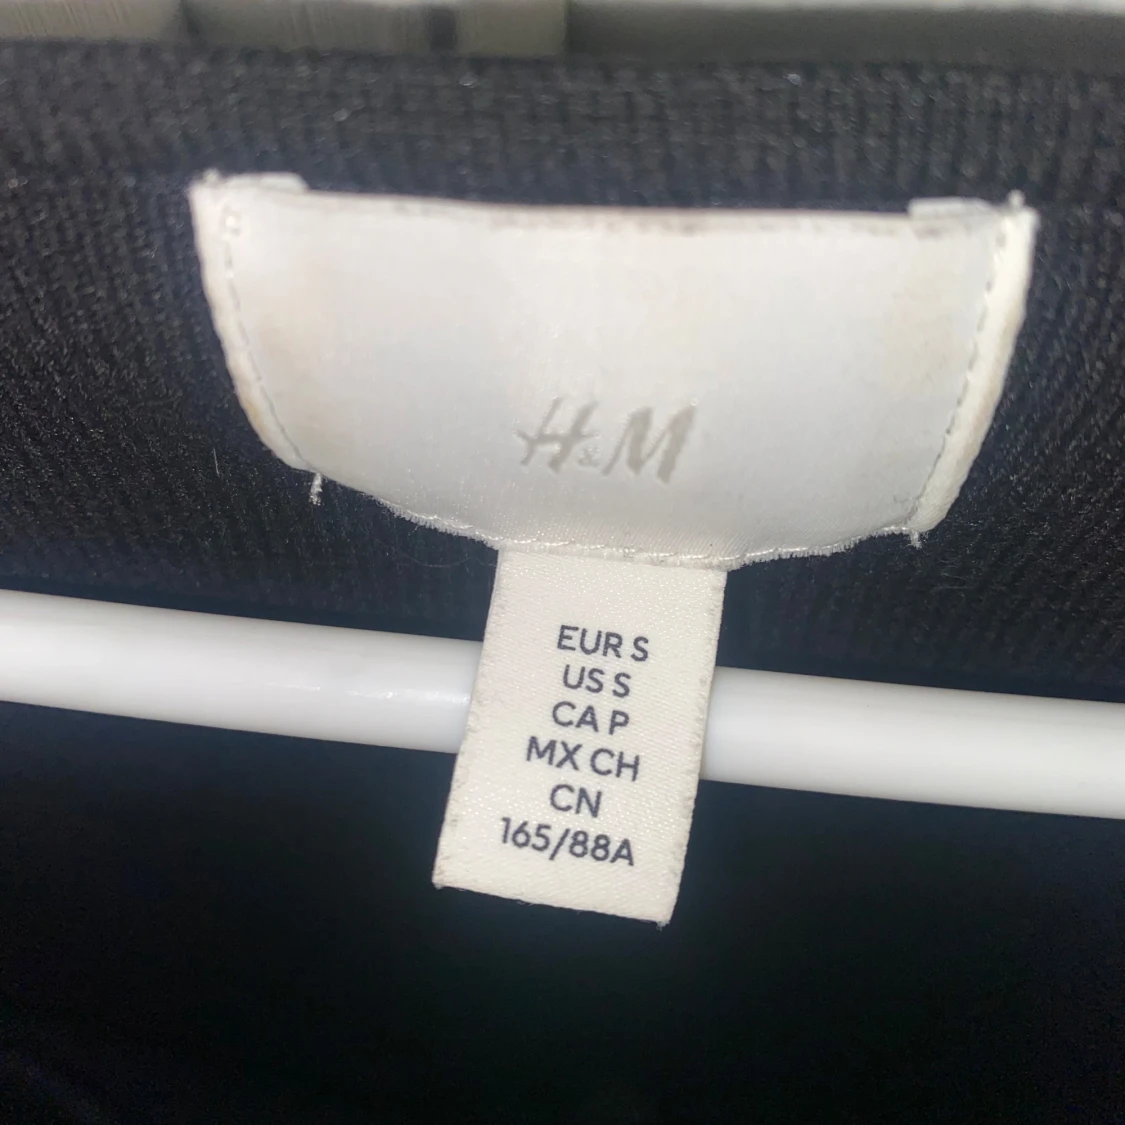 H&M
EUR S
US S
CA P
MX CH
CN
165/88A